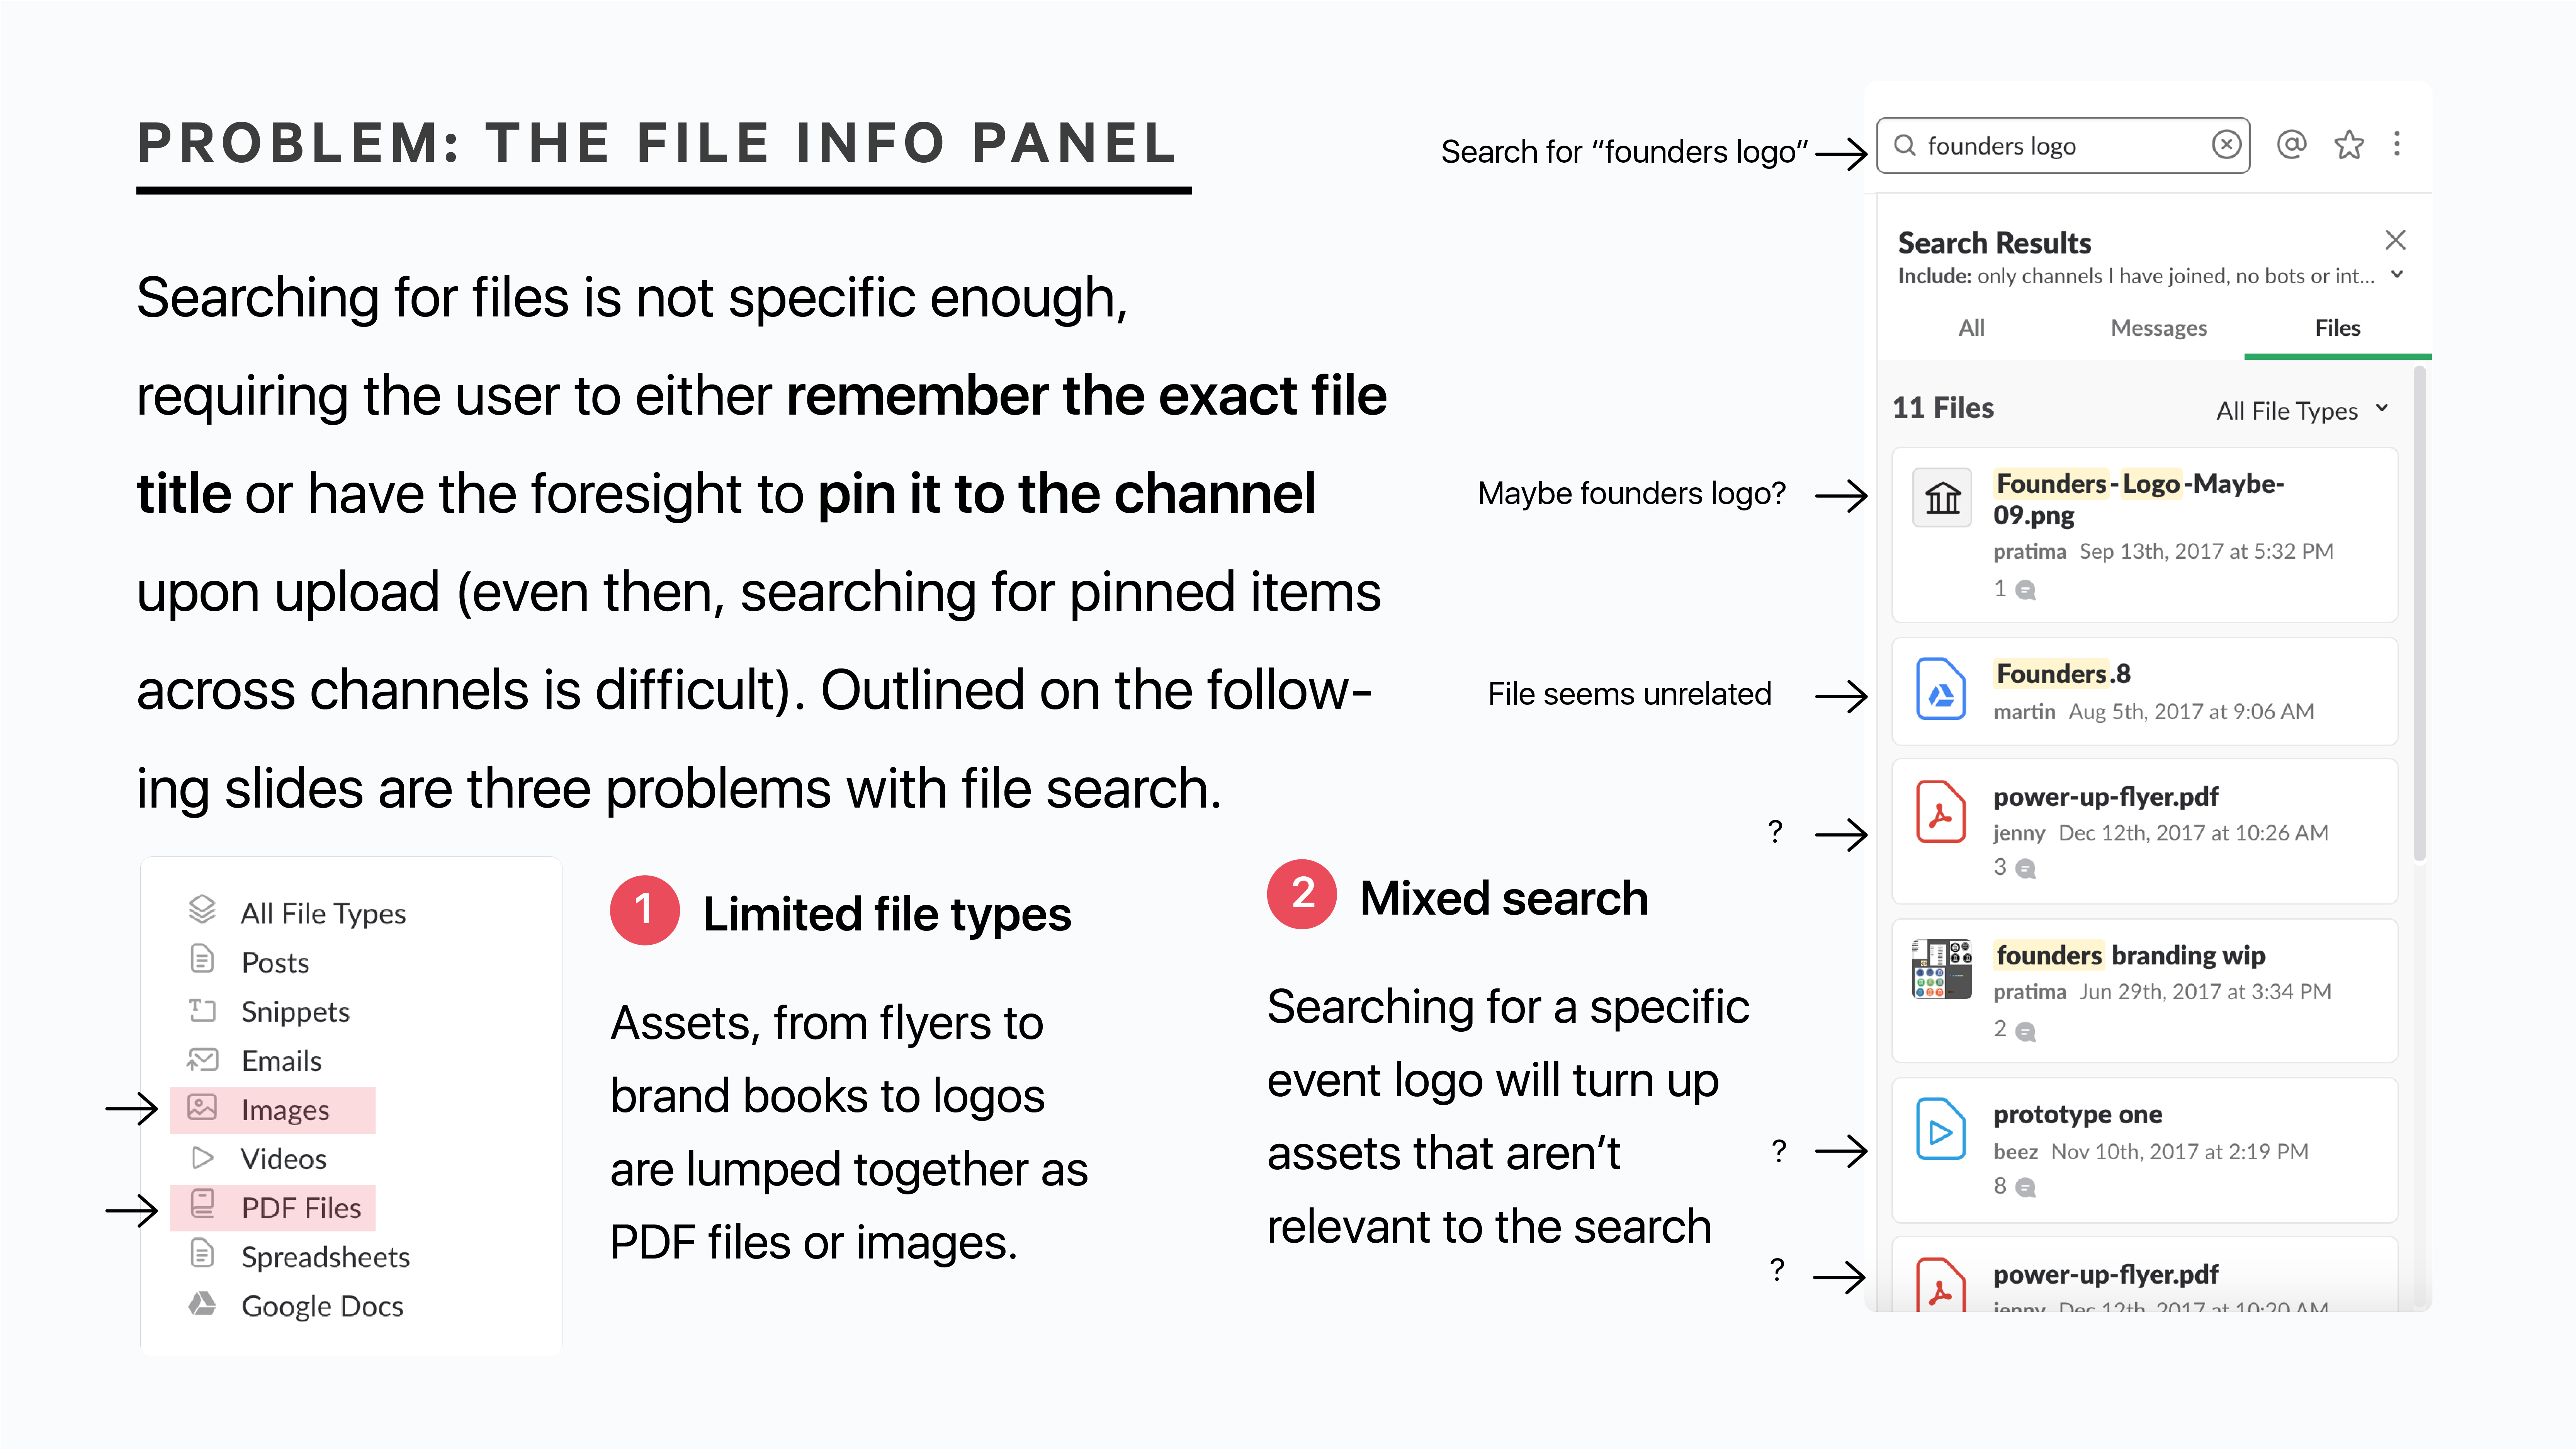 PROBLEM: THE FILE INFO PANEL
Searching for files is not specific enough,
requiring the user to either remember the exact file
title or have the foresight to pin it to the channel
upon upload (even then, searching for pinned items
across channels is difficult). Outlined on the follow-
ing slides are three problems with file search.
All File Types
Posts
Snippets
Emails
Images
Videos
PDF Files
Spreadsheets
Google Docs
1 Limited file types
Assets, from flyers to
brand books to logos
are lumped together as
PDF files or images.
2 Mixed search
Searching for a specific
event logo will turn up
assets that aren’t
relevant to the search
Search for “founders logo”
Maybe founders logo?
File seems unrelated
?
?
?
founders logo
Search Results
Include: only channels I have joined, no bots or int...
All Messages Files
11 Files All File Types
Founders-Logo-Maybe-
09.png
pratima Sep 13th, 2017 at 5:32 PM
1
Founders.8
martin Aug 5th, 2017 at 9:06 AM
power-up-flyer.pdf
jenny Dec 12th, 2017 at 10:26 AM
3
founders branding wip
pratima Jun 29th, 2017 at 3:34 PM
2
prototype one
beez Nov 10th, 2017 at 2:19 PM
8
power-up-flyer.pdf
jenny Dec 12th, 2017 at 10:20 AM